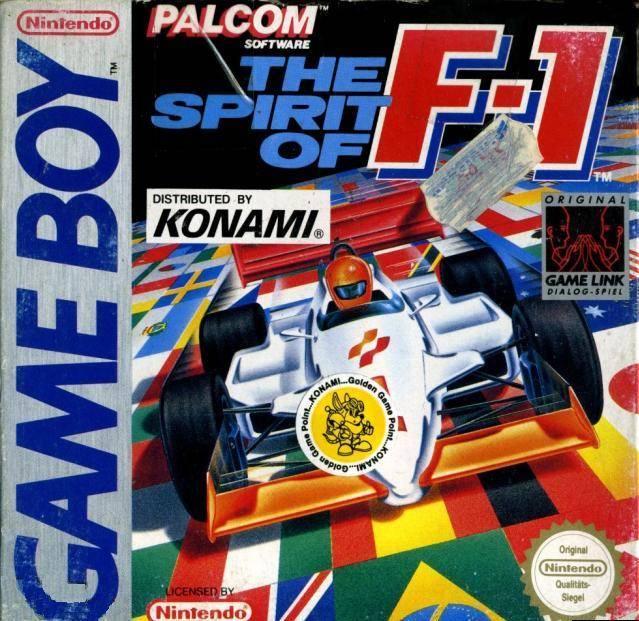 Nintendo
GAME BOY
TM
PALCOM
TM
SOFTWARE
THE
SPIRIT
OF
F-1
TM
DISTRIBUTED BY
KONAMI®
ORIGINAL
GAME LINK
DIALOG-SPIEL
KONAMI...Golden Game Point...KONAMI...Golden Game Point...
LICENSED BY
Nintendo
Original
Nintendo
Qualitäts-
Siegel